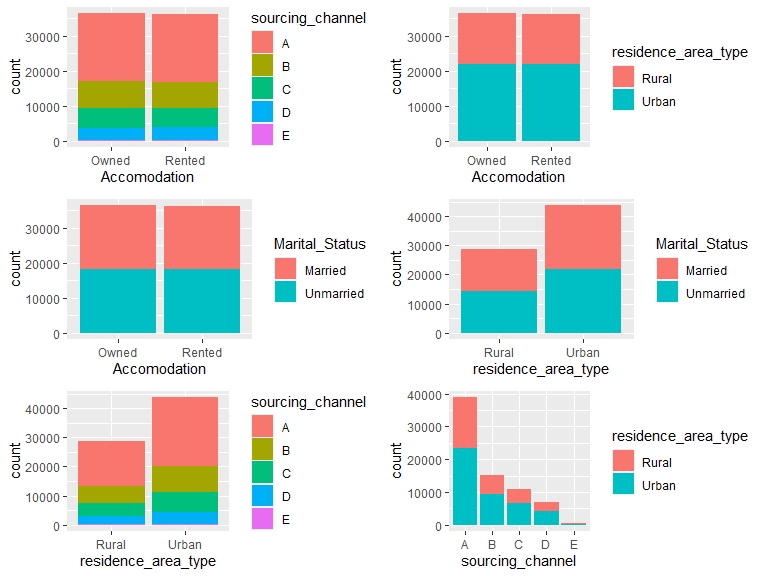 sourcing_channel
30000
20000
10000
0
count
A
B
C
D
E
Owned Rented
Accomodation
30000
20000
10000
0
count
residence_area_type
Rural
Urban
Owned Rented
Accomodation
30000
20000
10000
0
count
Marital_Status
Married
Unmarried
Owned Rented
Accomodation
40000
30000
20000
10000
0
count
Marital_Status
Married
Unmarried
Rural Urban
residence_area_type
40000
30000
20000
10000
0
count
sourcing_channel
A
B
C
D
E
Rural Urban
residence_area_type
40000
30000
20000
10000
0
count
residence_area_type
Rural
Urban
A B C D E
sourcing_channel